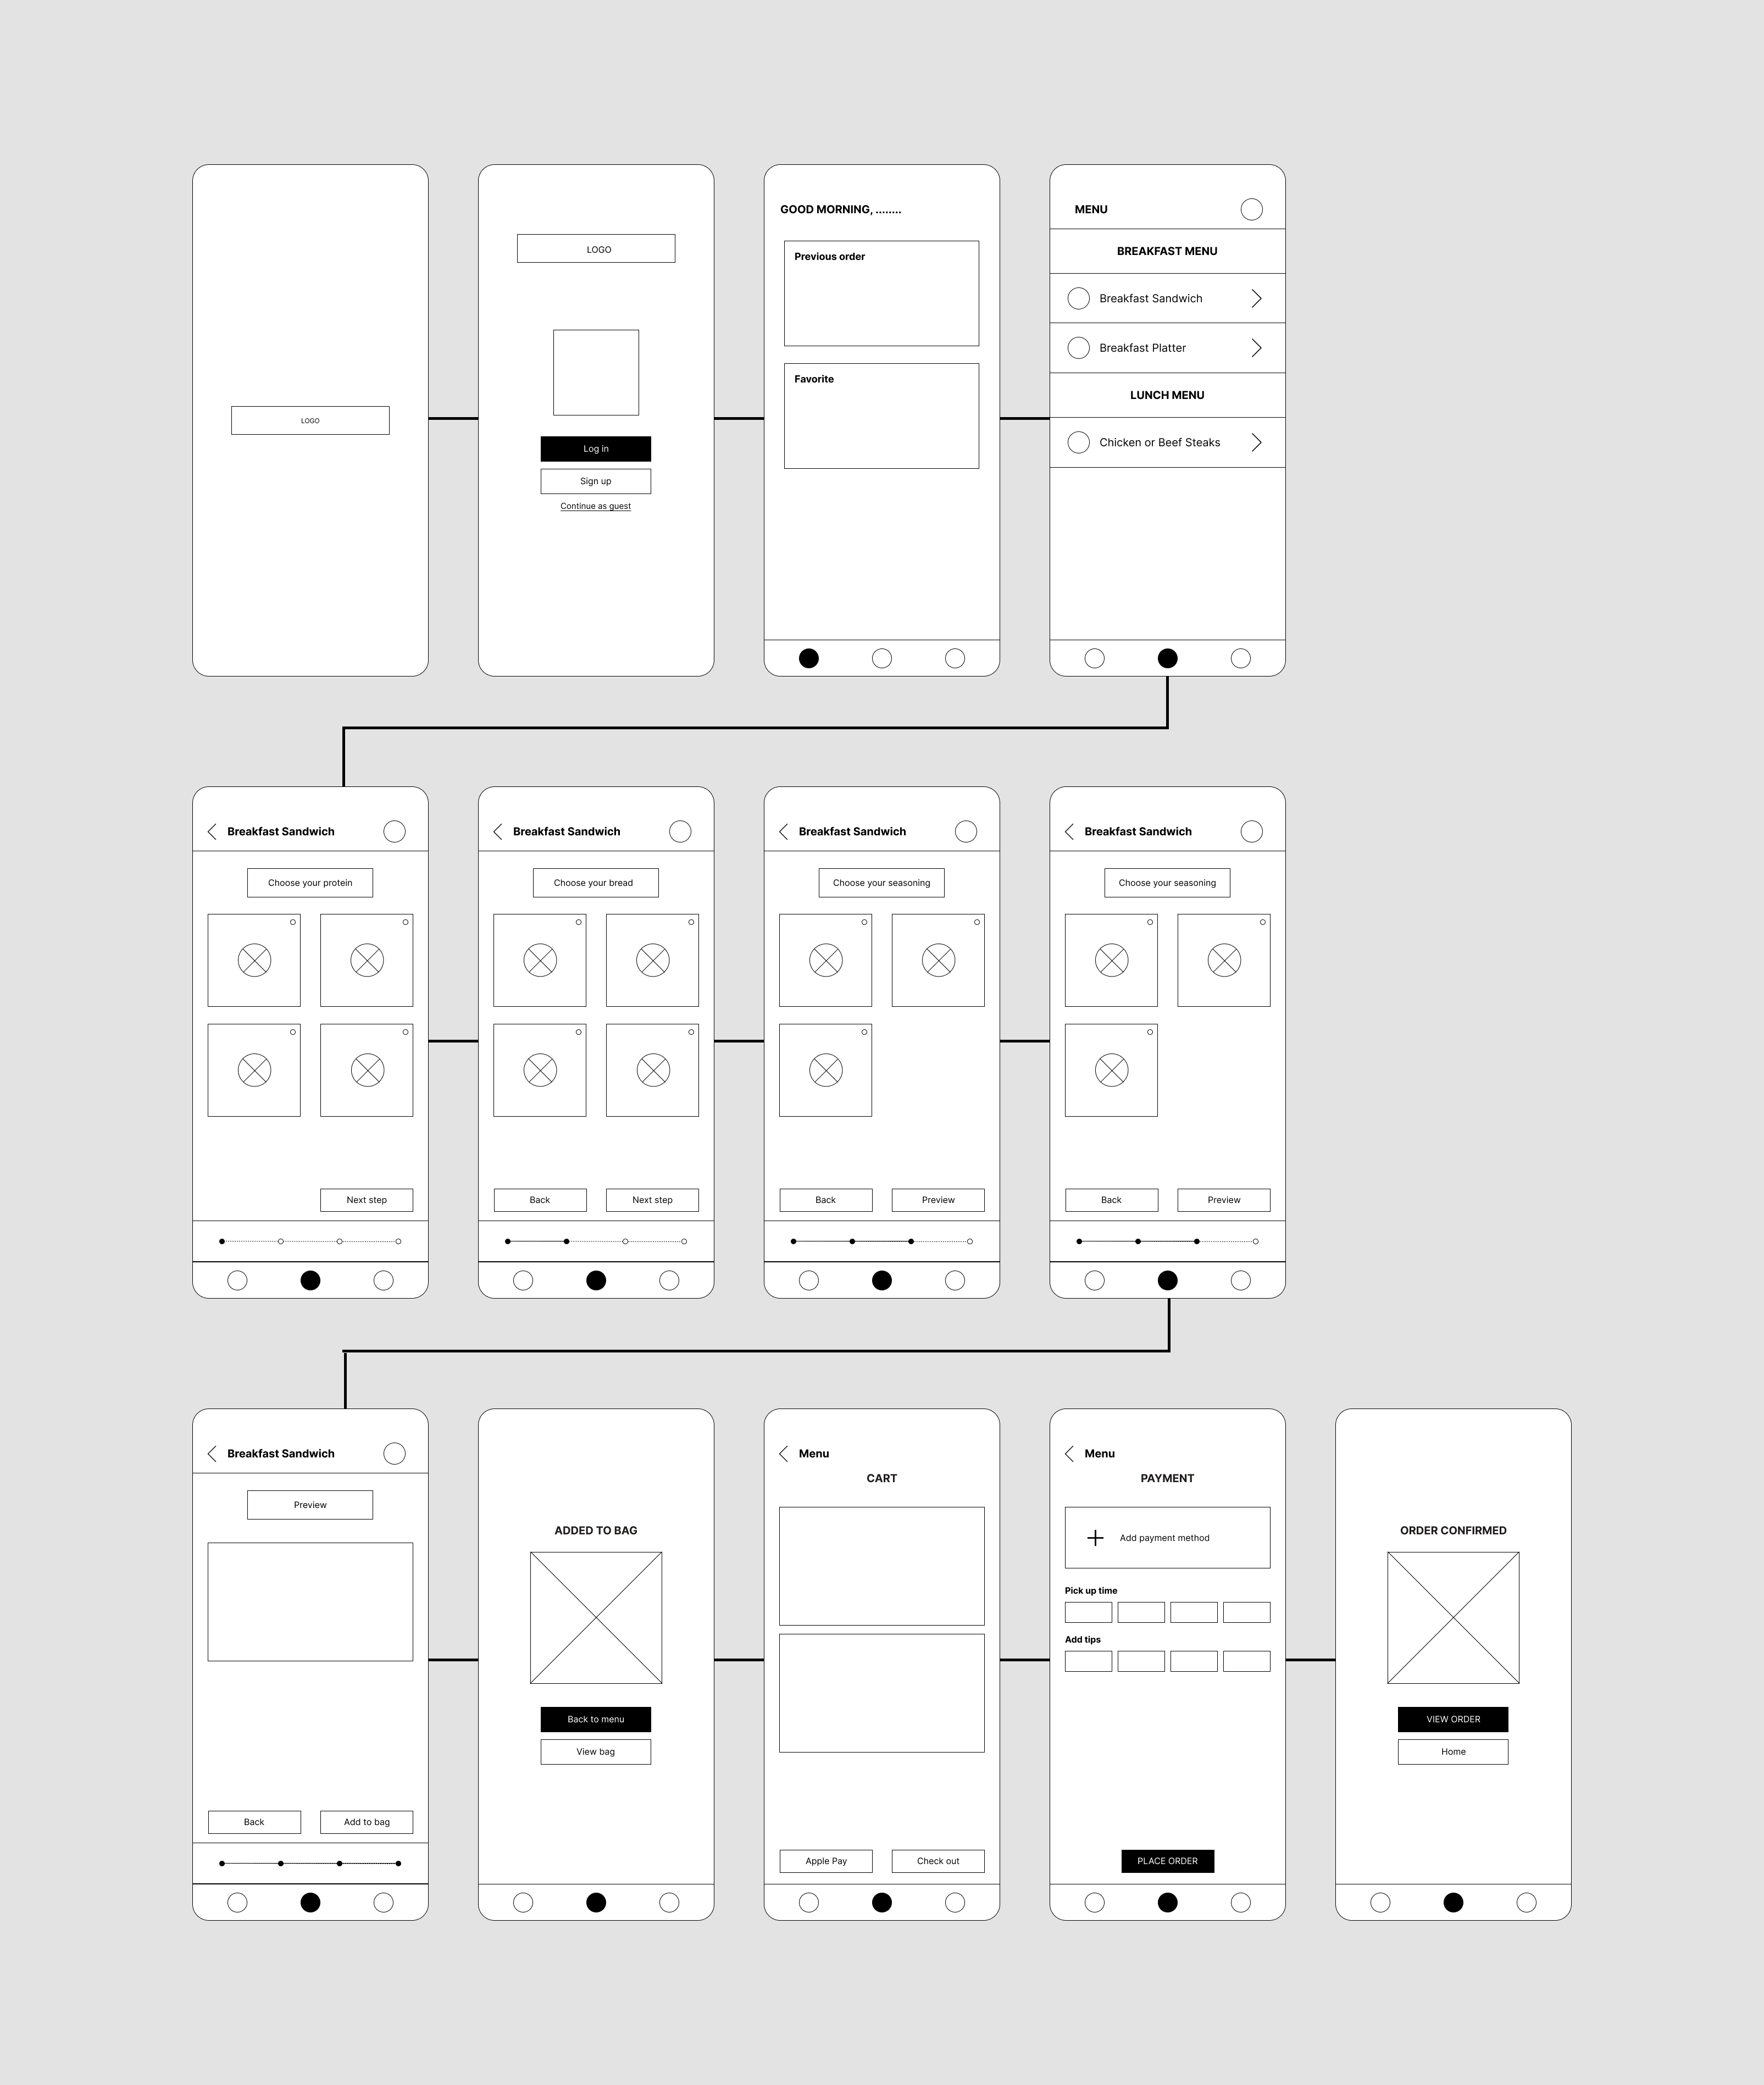 LOGO
LOGO
Log in
Sign up
Continue as guest
GOOD MORNING, ........
Previous order
Favorite
MENU
BREAKFAST MENU
Breakfast Sandwich
Breakfast Platter
LUNCH MENU
Chicken or Beef Steaks
Breakfast Sandwich
Choose your protein
Next step
Breakfast Sandwich
Choose your bread
Back
Next step
Breakfast Sandwich
Choose your seasoning
Back
Preview
Breakfast Sandwich
Choose your seasoning
Back
Preview
Breakfast Sandwich
Preview
Back
Add to bag
ADDED TO BAG
Back to menu
View bag
Menu
CART
Apple Pay
Check out
Menu
PAYMENT
Add payment method
Pick up time
Add tips
PLACE ORDER
ORDER CONFIRMED
VIEW ORDER
Home